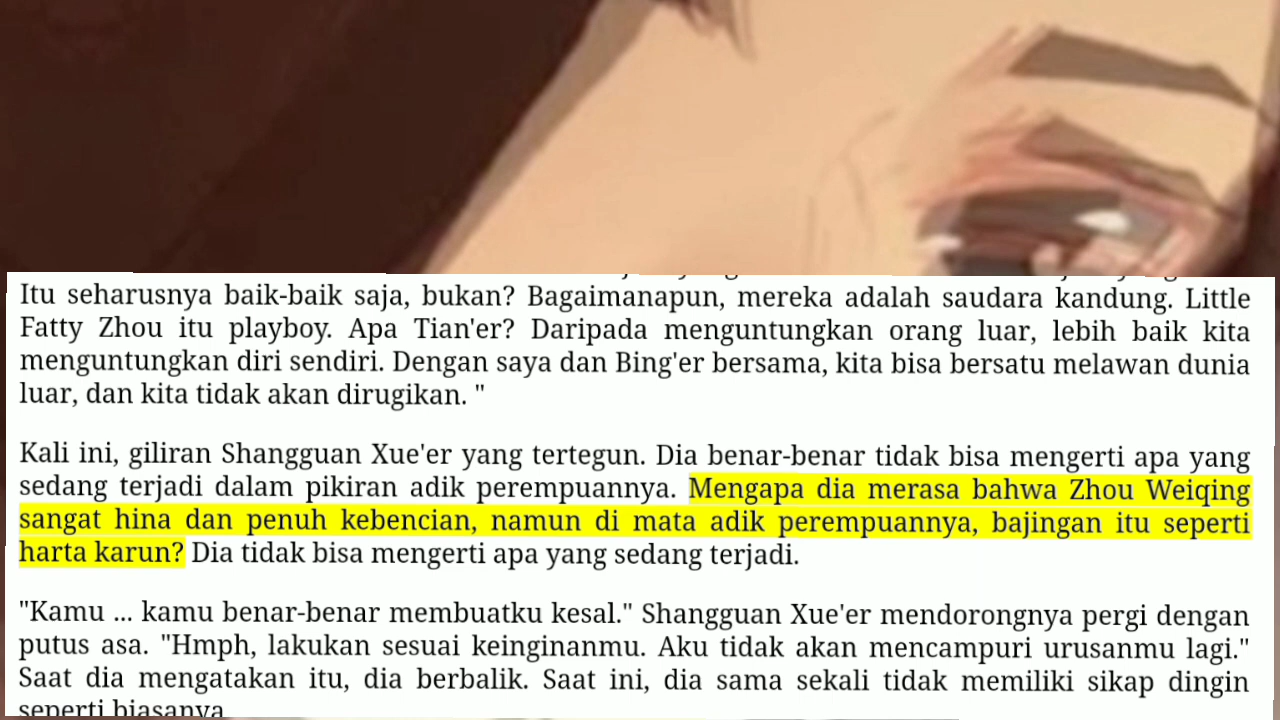 Itu seharusnya baik-baik saja, bukan? Bagaimanapun, mereka adalah saudara kandung. Little
Fatty Zhou itu playboy. Apa Tian'er? Daripada menguntungkan orang luar, lebih baik kita
menguntungkan diri sendiri. Dengan saya dan Bing'er bersama, kita bisa bersatu melawan dunia
luar, dan kita tidak akan dirugikan. "
Kali ini, giliran Shangguan Xue'er yang tertegun. Dia benar-benar tidak bisa mengerti apa yang
sedang terjadi dalam pikiran adik perempuannya. Mengapa dia merasa bahwa Zhou Weiqing
sangat hina dan penuh kebencian, namun di mata adik perempuannya, bajingan itu seperti
harta karun? Dia tidak bisa mengerti apa yang sedang terjadi.
"Kamu ... kamu benar-benar membuatku kesal." Shangguan Xue'er mendorongnya pergi dengan
putus asa. "Hmph, lakukan sesuai keinginanmu. Aku tidak akan mencampuri urusanmu lagi."
Saat dia mengatakan itu, dia berbalik. Saat ini, dia sama sekali tidak memiliki sikap dingin
seperti biasanya